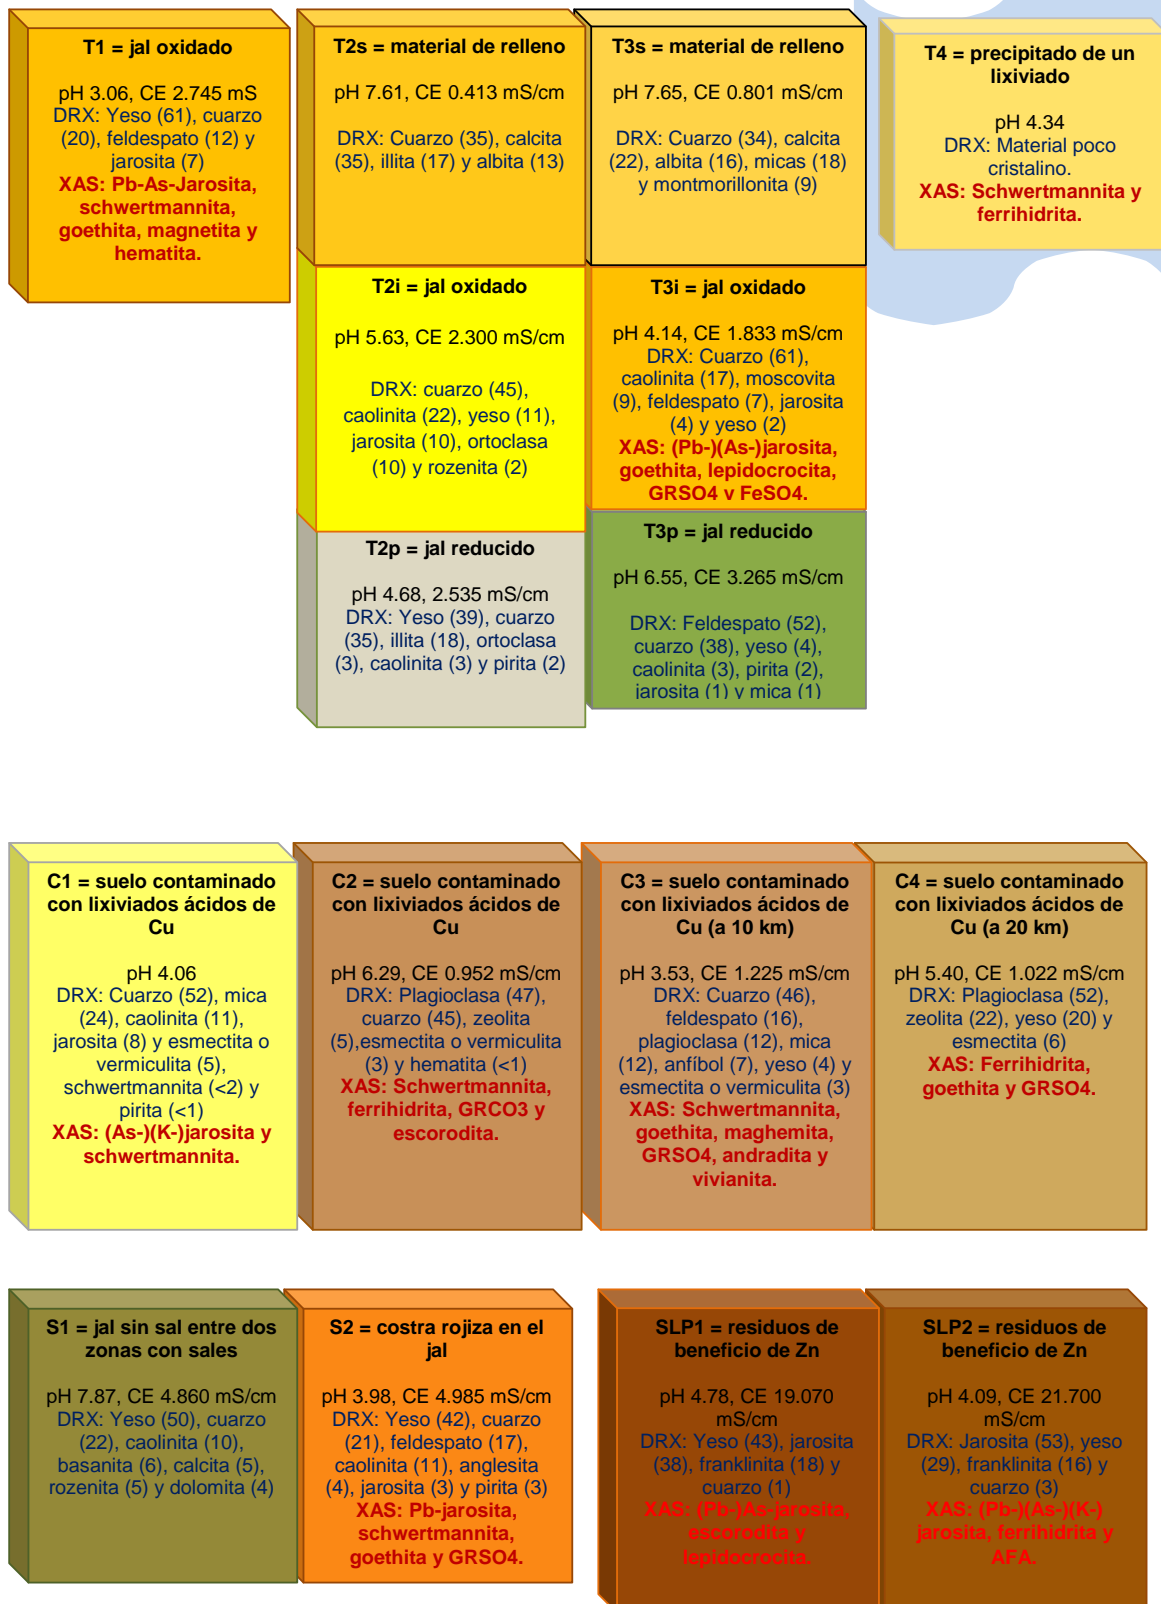 T1 = jal oxidado
pH 3.06, CE 2.745 mS
DRX: Yeso (61), cuarzo
(20), feldespato (12) y
jarosita (7)
XAS: Pb-As-Jarosita,
schwertmannita,
goethita, magnetita y
hematita.
T2s = material de relleno
pH 7.61, CE 0.413 mS/cm
DRX: Cuarzo (35), calcita
(35), illita (17) y albita (13)
T3s = material de relleno
pH 7.65, CE 0.801 mS/cm
DRX: Cuarzo (34), calcita
(22), albita (16), micas (18)
y montmorillonita (9)
T4 = precipitado de un
lixiviado
pH 4.34
DRX: Material poco
cristalino.
XAS: Schwertmannita y
ferrihidrita.
T2i = jal oxidado
pH 5.63, CE 2.300 mS/cm
DRX: cuarzo (45),
caolinita (22), yeso (11),
jarosita (10), ortoclasa
(10) y rozenita (2)
T3i = jal oxidado
pH 4.14, CE 1.833 mS/cm
DRX: Cuarzo (61),
caolinita (17), moscovita
(9), feldespato (7), jarosita
(4) y yeso (2)
XAS: (Pb-)(As-)jarosita,
goethita, lepidocrocita,
GRSO4 y FeSO4.
T2p = jal reducido
pH 4.68, 2.535 mS/cm
DRX: Yeso (39), cuarzo
(35), illita (18), ortoclasa
(3), caolinita (3) y pirita (2)
T3p = jal reducido
pH 6.55, CE 3.265 mS/cm
DRX: Feldespato (52),
cuarzo (38), yeso (4),
caolinita (3), pirita (2),
jarosita (1) y mica (1)
C1 = suelo contaminado
con lixiviados ácidos de
Cu
pH 4.06
DRX: Cuarzo (52), mica
(24), caolinita (11),
jarosita (8) y esmectita o
vermiculita (5),
schwertmannita (<2) y
pirita (<1)
XAS: (As-)(K-)jarosita y
schwertmannita.
C2 = suelo contaminado
con lixiviados ácidos de
Cu
pH 6.29, CE 0.952 mS/cm
DRX: Plagioclasa (47),
cuarzo (45), zeolita
(5),esmectita o vermiculita
(3) y hematita (<1)
XAS: Schwertmannita,
ferrihidrita, GRCO3 y
escorodita.
C3 = suelo contaminado
con lixiviados ácidos de
Cu (a 10 km)
pH 3.53, CE 1.225 mS/cm
DRX: Cuarzo (46),
feldespato (16),
plagioclasa (12), mica
(12), anfíbol (7), yeso (4) y
esmectita o vermiculita (3)
XAS: Schwertmannita,
goethita, maghemita,
GRSO4, andradita y
vivianita.
C4 = suelo contaminado
con lixiviados ácidos de
Cu (a 20 km)
pH 5.40, CE 1.022 mS/cm
DRX: Plagioclasa (52),
zeolita (22), yeso (20) y
esmectita (6)
XAS: Ferrihidrita,
goethita y GRSO4.
S1 = jal sin sal entre dos
zonas con sales
pH 7.87, CE 4.860 mS/cm
DRX: Yeso (50), cuarzo
(22), caolinita (10),
basanita (6), calcita (5),
rozenita (5) y dolomita (4)
S2 = costra rojiza en el
jal
pH 3.98, CE 4.985 mS/cm
DRX: Yeso (42), cuarzo
(21), feldespato (17),
caolinita (11), anglesita
(4), jarosita (3) y pirita (3)
XAS: Pb-jarosita,
schwertmannita,
goethita y GRSO4.
SLP1 = residuos de
beneficio de Zn
pH 4.78, CE 19.070
mS/cm
DRX: Yeso (43), jarosita
(38), franklinita (18) y
cuarzo (1)
XAS: (Pb-)As-jarosita,
escorodita y
lepidocrocita.
SLP2 = residuos de
beneficio de Zn
pH 4.09, CE 21.700
mS/cm
DRX: Jarosita (53), yeso
(29), franklinita (16) y
cuarzo (3)
XAS: (Pb-)(As-)(K-)
jarosita, ferrihidrita y
AFA.